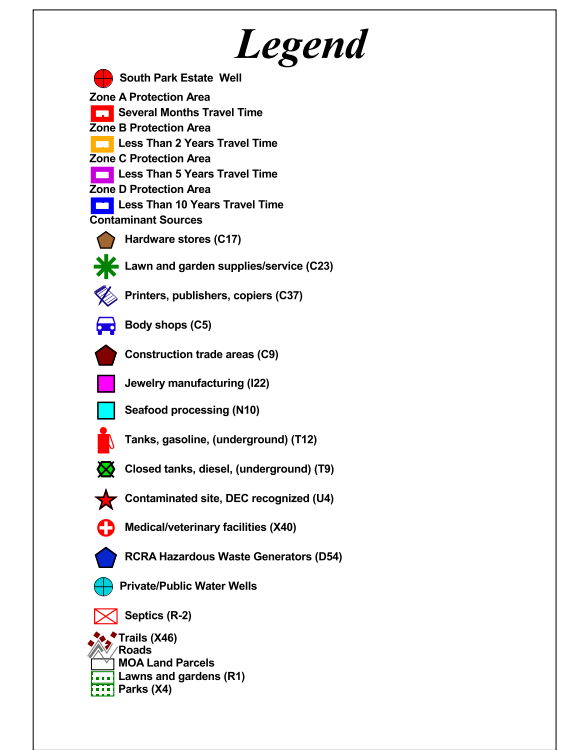 Legend
South Park Estate Well
Zone A Protection Area
Several Months Travel Time
Zone B Protection Area
Less Than 2 Years Travel Time
Zone C Protection Area
Less Than 5 Years Travel Time
Zone D Protection Area
Less Than 10 Years Travel Time
Contaminant Sources
Hardware stores (C17)
Lawn and garden supplies/service (C23)
Printers, publishers, copiers (C37)
Body shops (C5)
Construction trade areas (C9)
Jewelry manufacturing (I22)
Seafood processing (N10)
Tanks, gasoline, (underground) (T12)
Closed tanks, diesel, (underground) (T9)
Contaminated site, DEC recognized (U4)
Medical/veterinary facilities (X40)
RCRA Hazardous Waste Generators (D54)
Private/Public Water Wells
Septics (R-2)
Trails (X46)
Roads
MOA Land Parcels
Lawns and gardens (R1)
Parks (X4)